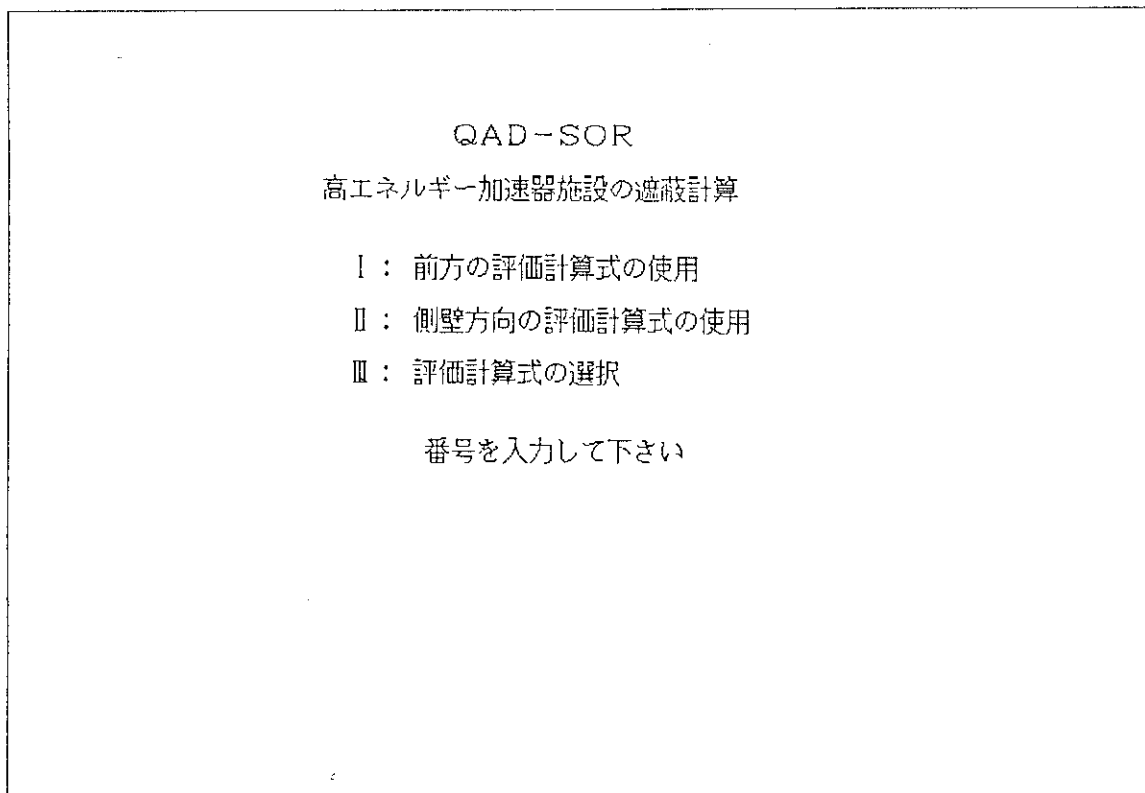 QAD-SOR
高エネルギー加速器施設の遮蔽計算
Ⅰ： 前方の評価計算式の使用
Ⅱ： 側壁方向の評価計算式の使用
Ⅲ： 評価計算式の選択
番号を入力して下さい